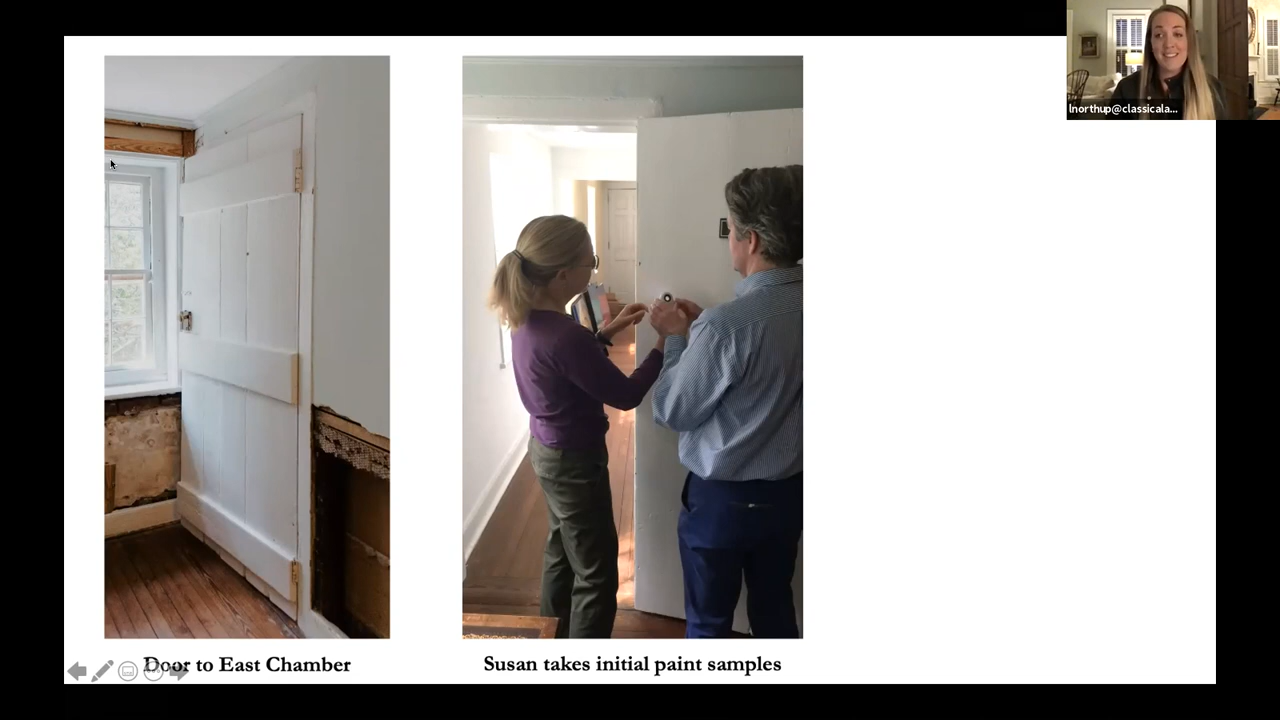 lnorthup@classicala...
Door to East Chamber
Susan takes initial paint samples